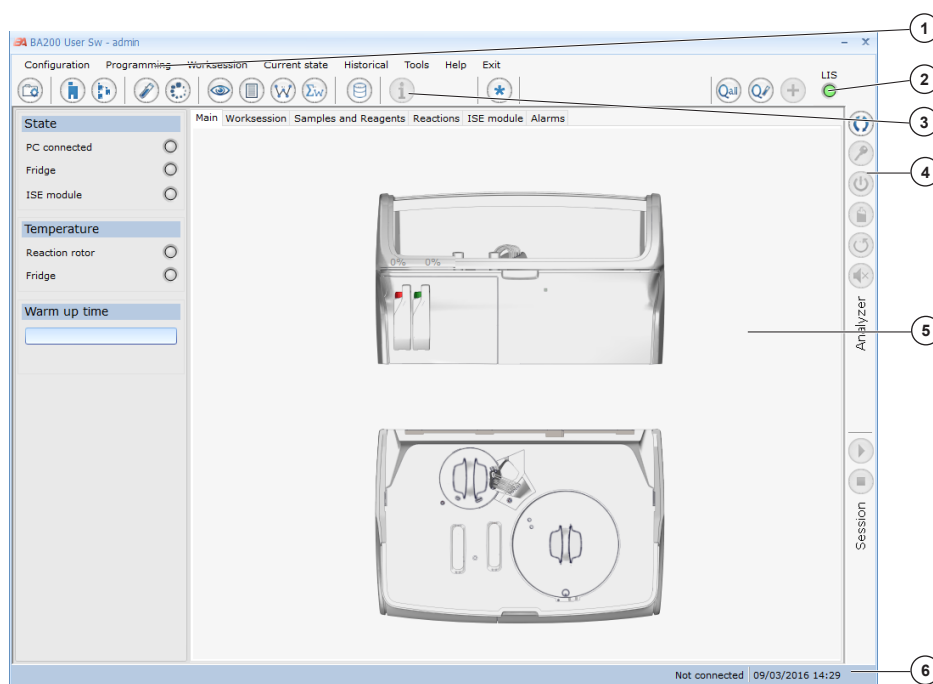 1
BA200 User Sw - admin
Configuration Programming Worksession Current state Historical Tools Help Exit
LIS
2
Qall
W
Σw
i
*
3
State
PC connected
Fridge
ISE module
Main Worksession Samples and Reagents Reactions ISE module Alarms
4
Temperature
Reaction rotor
Fridge
0% 0%
Warm up time
Analyzer
5
Session
Not connected 09/03/2016 14:29
6